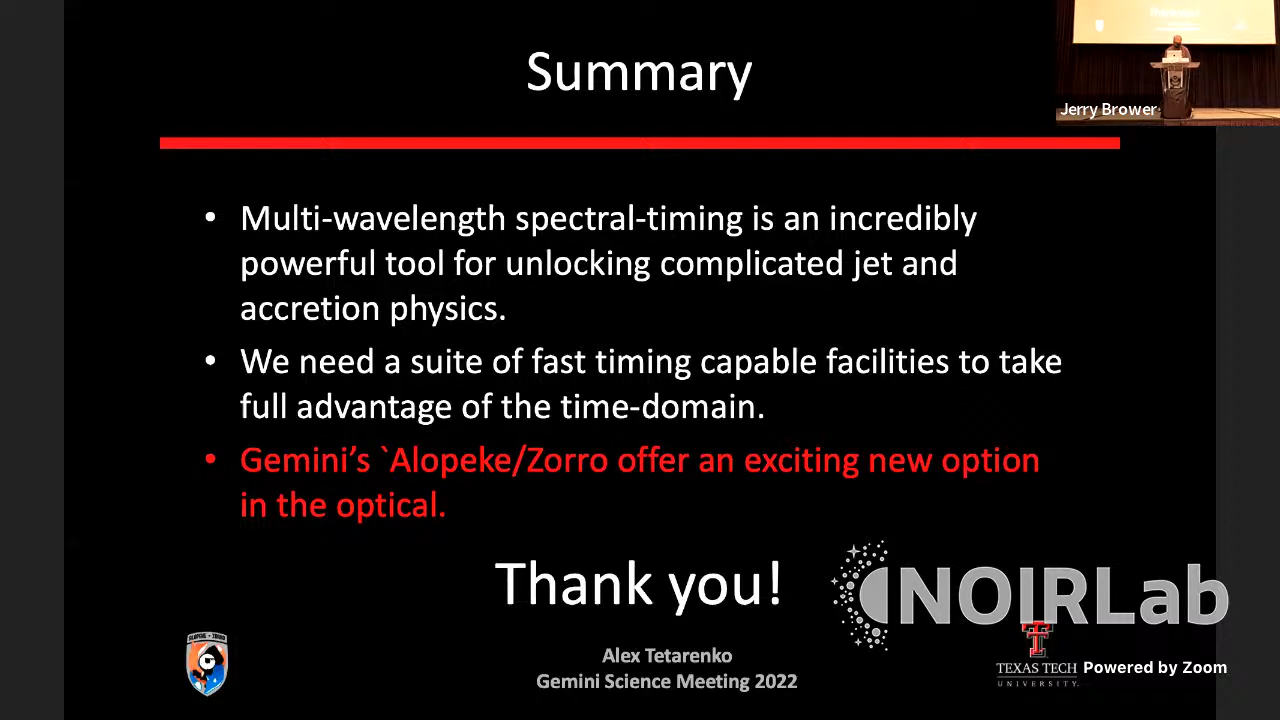 Summary
Jerry Brower
• Multi-wavelength spectral-timing is an incredibly
powerful tool for unlocking complicated jet and
accretion physics.
• We need a suite of fast timing capable facilities to take
full advantage of the time-domain.
• Gemini’s `Alopeke/Zorro offer an exciting new option
in the optical.
Thank you!
NOIRLab
Alex Tetarenko
Gemini Science Meeting 2022
TEXAS TECH
UNIVERSITY.
Powered by Zoom